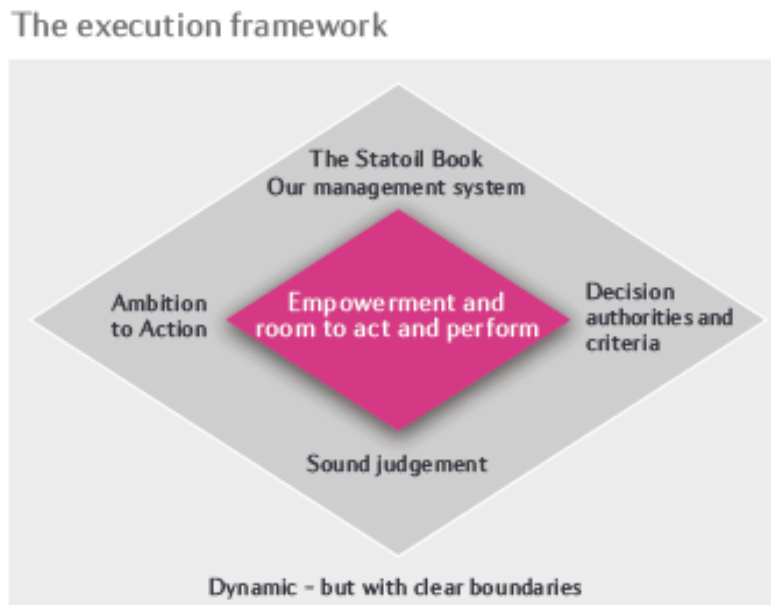 The execution framework
The Statoil Book
Our management system
Ambition
to Action
Empowerment and
room to act and perform
Decision
authorities and
criteria
Sound judgement
Dynamic - but with clear boundaries